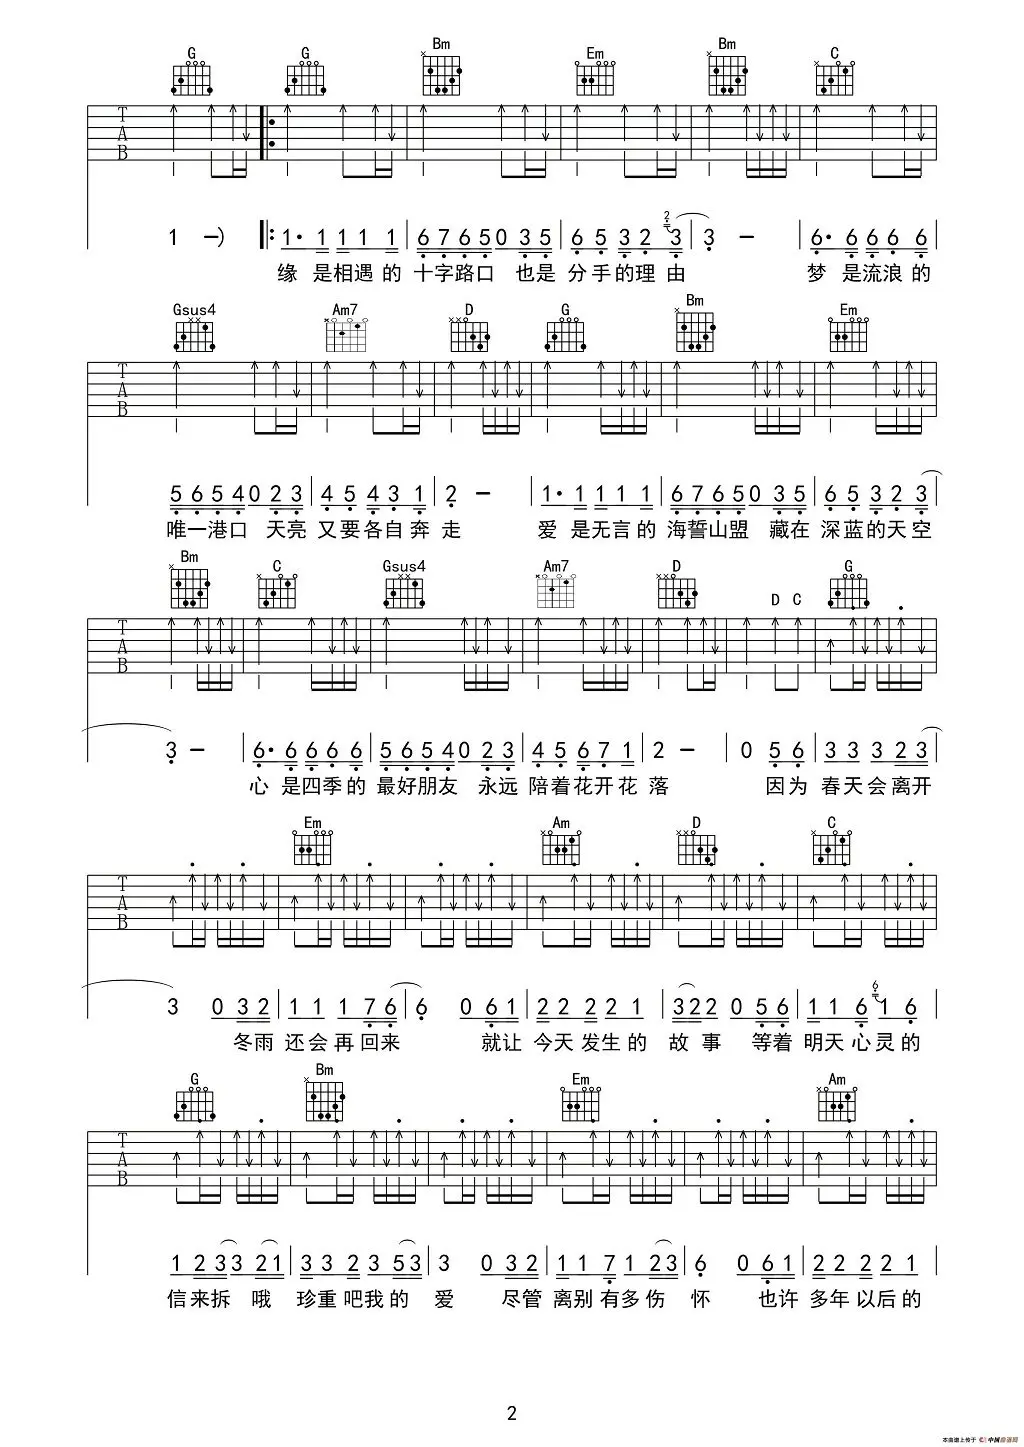 G G Bm Em Bm C
T
A
B
1 —) 1· 1 1 1 1 6 7 6 5 0 3 5 6 5 3 2 2 3 3 — 6· 6 6 6 6
缘 是相遇的 十字路口 也是 分手的理由 梦 是流浪的
Gsus4 Am7 D G Bm Em
T
A
B
5 6 5 4 0 2 3 4 5 4 3 1 2 — 1· 1 1 1 1 6 7 6 5 0 3 5 6 5 3 2 3
唯一港口 天亮 又要各自奔走 爱 是无言的 海誓山盟 藏在 深蓝的天空
Bm C Gsus4 Am7 D D C G
T
A
B
3 — 6· 6 6 6 6 5 6 5 4 0 2 3 4 5 6 7 1 2 — 0 5 6 3 3 3 2 3
心 是四季的 最好朋友 永远 陪着花开花落 因为 春天会离开
Em Am D C
T
A
B
3 0 3 2 1 1 1 7 6 6 0 6 1 2 2 2 2 1 3 2 2 0 5 6 1 1 6 6 1 6
冬雨 还会再回来 就让 今天发生的 故事 等着 明天心灵的
G Bm Em Am
T
A
B
1 2 3 3 2 1 3 3 2 3 5 3 3 0 3 2 1 1 7 1 2 3 6 0 6 1 2 2 2 2 1
信来拆 哦 珍重吧我的 爱 尽管 离别有多伤 怀 也许 多年以后的
2
本曲谱上传于 中国曲谱网